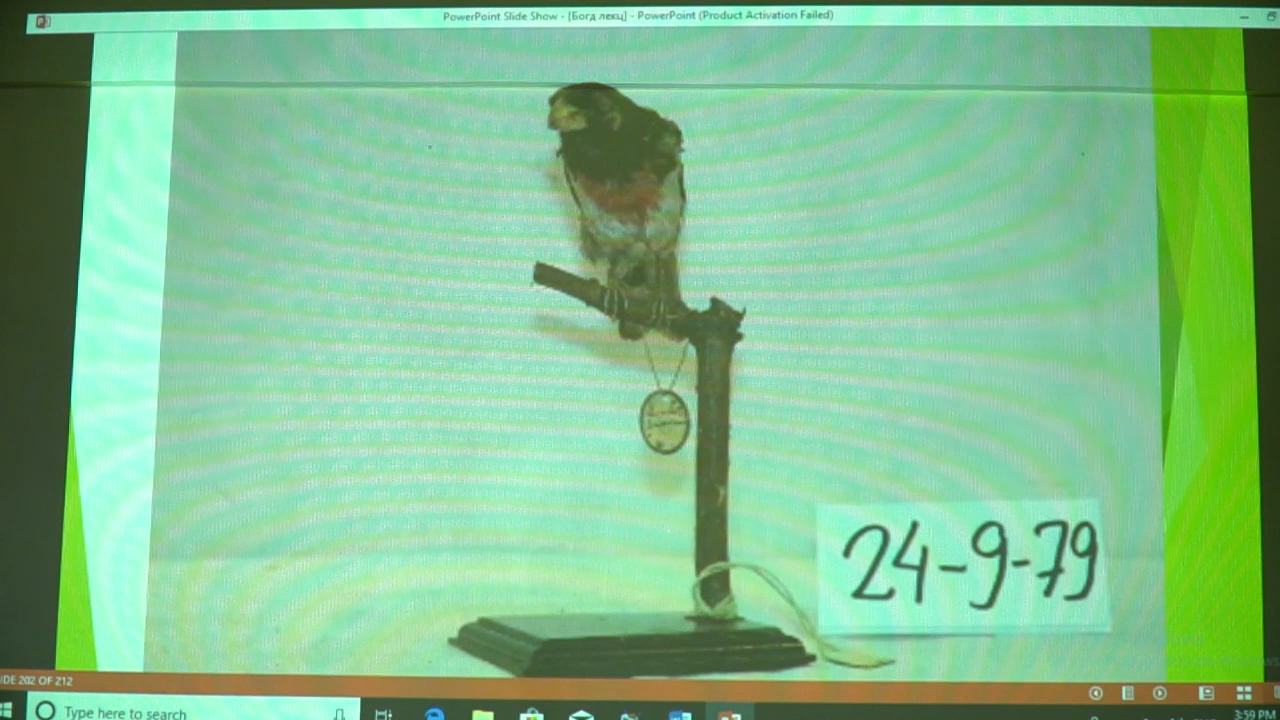 PowerPoint Slide Show - [Богд лекц] - PowerPoint (Product Activation Failed)
24-9-79
IDE 202 OF 212
Type here to search
3:59 PM